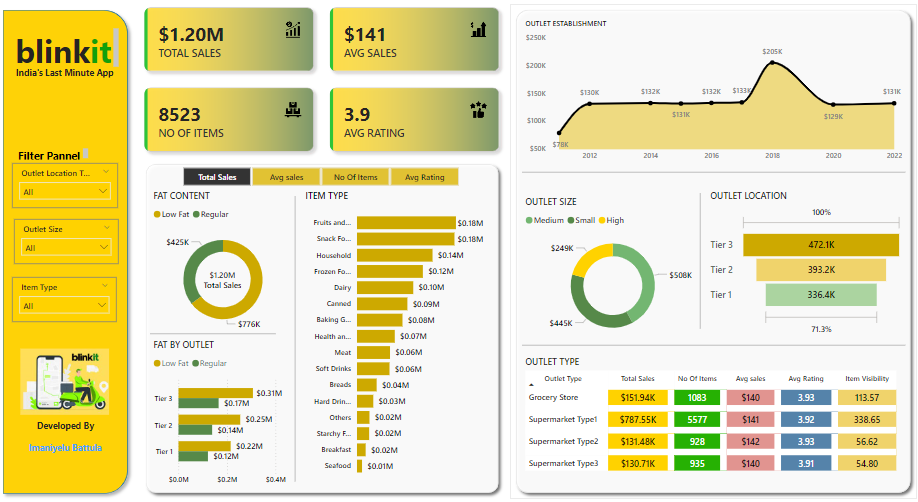 blinkit
India's Last Minute App
Filter Pannel
Outlet Location T...
All
Outlet Size
All
Item Type
All
blinkit
Developed By
Imaniyelu Battula
$1.20M
TOTAL SALES
$141
AVG SALES
8523
NO OF ITEMS
3.9
AVG RATING
Total Sales Avg sales No Of Items Avg Rating
FAT CONTENT
Low Fat Regular
$425K
$1.20M
Total Sales
$776K
FAT BY OUTLET
Low Fat Regular
Tier 3 $0.31M
$0.17M
Tier 2 $0.25M
$0.14M
Tier 1 $0.22M
$0.12M
$0.0M $0.2M $0.4M
ITEM TYPE
Fruits and... $0.18M
Snack Fo... $0.18M
Household $0.14M
Frozen Fo... $0.12M
Dairy $0.10M
Canned $0.09M
Baking G... $0.08M
Health an... $0.07M
Meat $0.06M
Soft Drinks $0.06M
Breads $0.04M
Hard Drin... $0.03M
Others $0.02M
Starchy F... $0.02M
Breakfast $0.02M
Seafood $0.01M
OUTLET ESTABLISHMENT
$250K
$200K
$150K
$100K
$50K
$78K
$130K
$132K
$131K
$132K
$133K
$205K
$129K
$131K
2012 2014 2016 2018 2020 2022
OUTLET SIZE
Medium Small High
$249K
$508K
$445K
OUTLET LOCATION
100%
Tier 3 472.1K
Tier 2 393.2K
Tier 1 336.4K
71.3%
OUTLET TYPE
Outlet Type Total Sales No Of Items Avg sales Avg Rating Item Visibility
Grocery Store $151.94K 1083 $140 3.93 113.57
Supermarket Type1 $787.55K 5577 $141 3.92 338.65
Supermarket Type2 $131.48K 928 $142 3.93 56.62
Supermarket Type3 $130.71K 935 $140 3.91 54.80